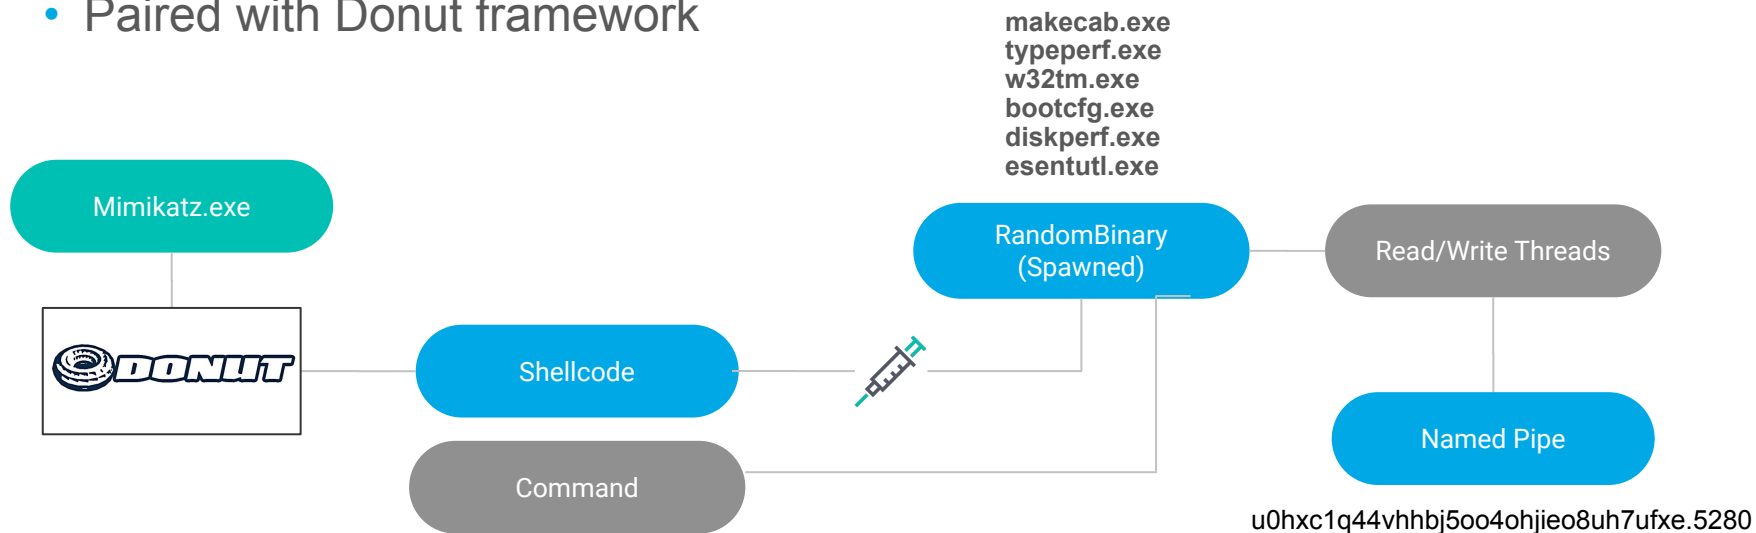 • Paired with Donut framework
makecab.exe
typeperf.exe
w32tm.exe
bootcfg.exe
diskperf.exe
esentutl.exe
Mimikatz.exe
RandomBinary
(Spawned)
Read/Write Threads
DONUT
Shellcode
Command
Named Pipe
u0hxc1q44vhhbj5oo4ohjieo8uh7ufxe.5280